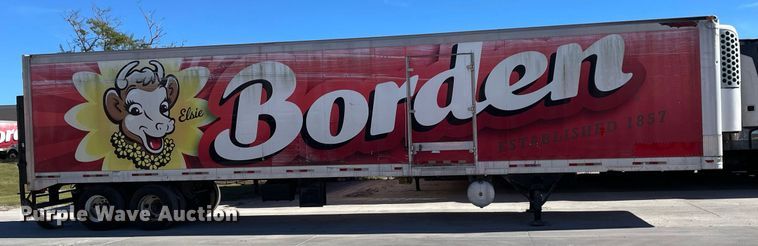 Elsie
Borden
ESTABLISHED 1857
Purple Wave Auction